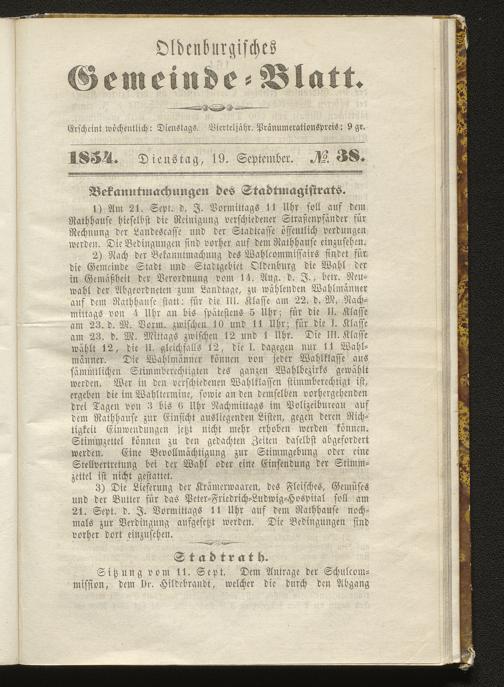 Oldenburgisches
Gemeinde-Blatt.
Erscheint wöchentlich: Dienstags. Vierteljähr. Pränumerationspreis: 9 gr.
1854. Dienstag, 19. September. № 38.
Bekanntmachungen des Stadtmagistrats.
1) Am 21. Sept. d. J. Vormittags 11 Uhr soll auf dem
Rathhause hieselbst die Reinigung verschiedener Straßenpfänder für
Rechnung der Landescasse und der Stadtcasse öffentlich verdungen
werden. Die Bedingungen sind vorher auf dem Rathhause einzusehen.
2) Nach der Bekanntmachung des Wahlcommissairs findet für
die Gemeinde Stadt und Stadtgebiet Oldenburg die Wahl der
in Gemäßheit der Verordnung vom 14. Aug. d. J., betr. Neu-
wahl der Abgeordneten zum Landtage, zu wählenden Wahlmänner
auf dem Rathhause statt: für die III. Klasse am 22. d. M. Nach-
mittags von 4 Uhr an bis spätestens 5 Uhr; für die II. Klasse
am 23. d. M. Vorm. zwischen 10 und 11 Uhr; für die I. Klasse
am 23. d. M. Mittags zwischen 12 und 1 Uhr. Die III. Klasse
wählt 12, die II. gleichfalls 12, die I. dagegen nur 11 Wahl-
männer. Die Wahlmänner können von jeder Wahlklasse aus
sämmtlichen Stimmberechtigten des ganzen Wahlbezirks gewählt
werden. Wer in den verschiedenen Wahlklassen stimmberechtigt ist,
ergeben die im Wahltermine, sowie an den demselben vorhergehenden
drei Tagen von 3 bis 6 Uhr Nachmittags im Polizeibureau auf
dem Rathhause zur Einsicht ausliegenden Listen, gegen deren Rich-
tigkeit Einwendungen jetzt nicht mehr erhoben werden können.
Stimmzettel können zu den gedachten Zeiten daselbst abgefordert
werden. Eine Bevollmächtigung zur Stimmgebung oder eine
Stellvertretung bei der Wahl oder eine Einsendung der Stimm-
zettel ist nicht gestattet.
3) Die Lieferung der Krämerwaaren, des Fleisches, Gemüses
und der Butter für das Peter-Friedrich-Ludwig-Hospital soll am
21. Sept. d. J. Vormittags 11 Uhr auf dem Rathhause noch-
mals zur Verdingung aufgesetzt werden. Die Bedingungen sind
vorher dort einzusehen.
Stadtrath.
Sitzung vom 11. Sept. Dem Antrage der Schulcom-
mission, dem Dr. Hildebrandt, welcher die durch den Abgang